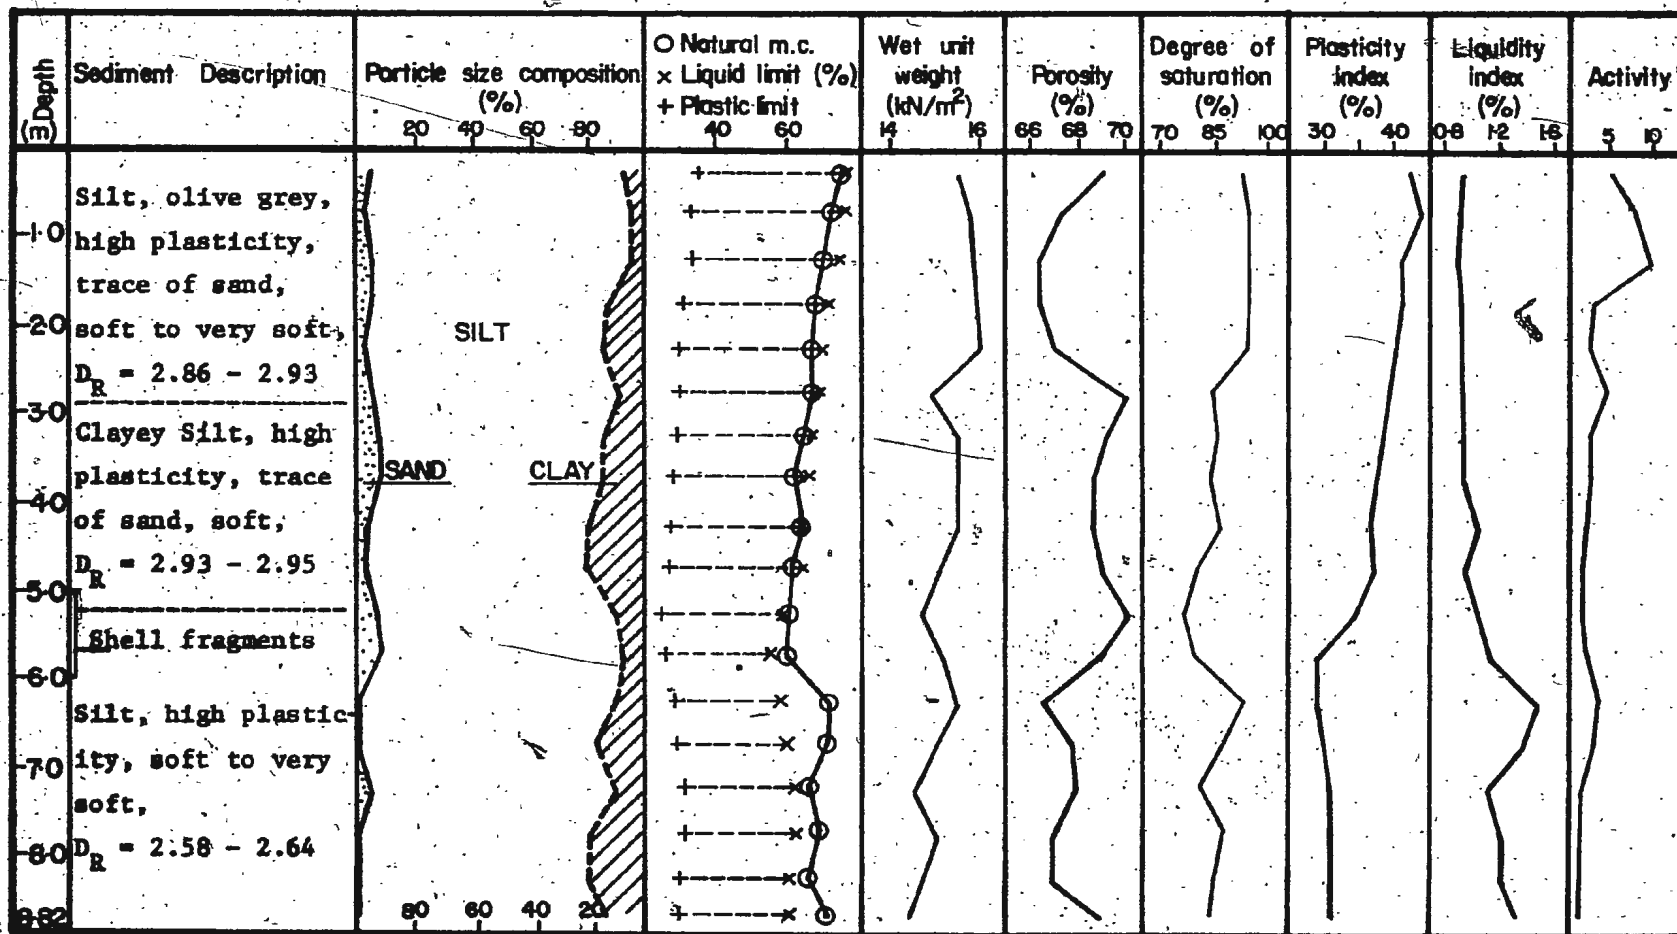 Depth
(m)
Sediment Description
Particle size composition
(%)
20 40 60 80
O Natural m.c.
× Liquid limit (%)
+ Plastic limit
40 60
Wet unit
weight
(kN/m²)
14 16
Porosity
(%)
66 68 70
Degree of
saturation
(%)
70 85 100
Plasticity
index
(%)
30 40
Liquidity
index
(%)
0·8 1·2 1·6
Activity
5 10
1·0
2·0
3·0
4·0
5·0
6·0
7·0
8·0
8·82
Silt, olive grey,
high plasticity,
trace of sand,
soft to very soft,
D_R = 2.86 - 2.93
Clayey Silt, high
plasticity, trace
of sand, soft,
D_R = 2.93 - 2.95
Shell fragments
Silt, high plastic-
ity, soft to very
soft,
D_R = 2.58 - 2.64
SILT
SAND
CLAY
80 60 40 20